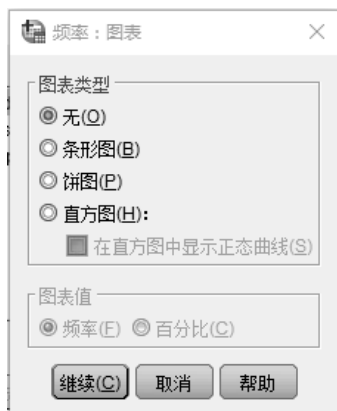 频率：图表
图表类型
无(O)
条形图(B)
饼图(P)
直方图(H)：
在直方图中显示正态曲线(S)
图表值
频率(F) 百分比(C)
继续(C) 取消 帮助